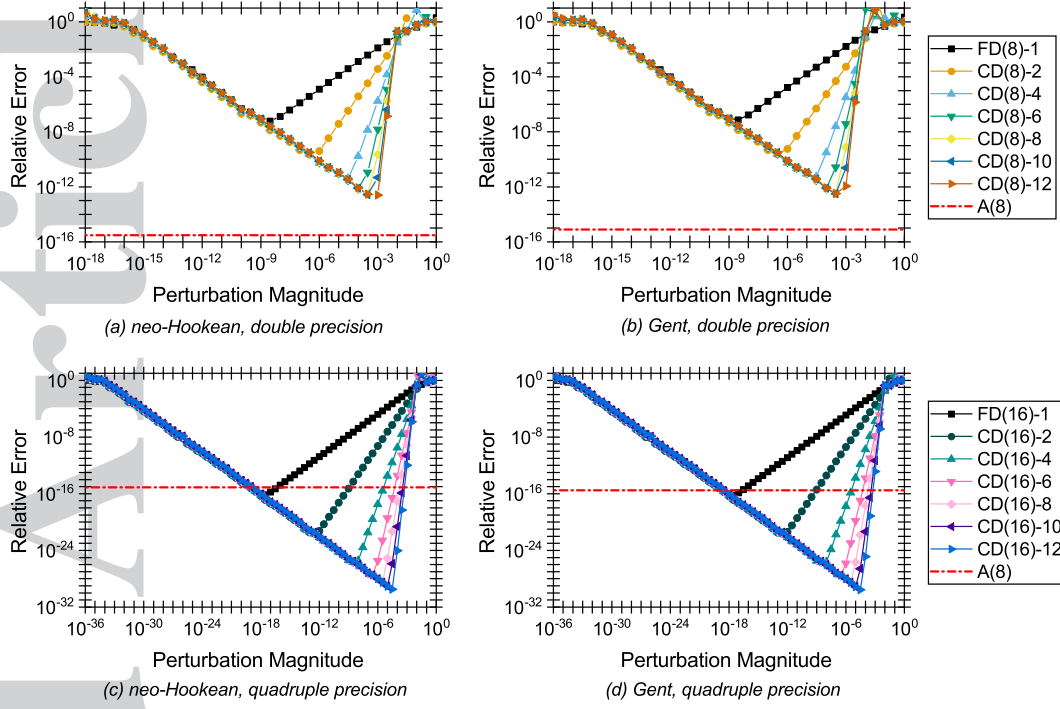 Relative Error
10^0
10^-4
10^-8
10^-12
10^-16
10^-18 10^-15 10^-12 10^-9 10^-6 10^-3 10^0
Perturbation Magnitude
(a) neo-Hookean, double precision
Relative Error
10^0
10^-4
10^-8
10^-12
10^-16
10^-18 10^-15 10^-12 10^-9 10^-6 10^-3 10^0
Perturbation Magnitude
(b) Gent, double precision
FD(8)-1
CD(8)-2
CD(8)-4
CD(8)-6
CD(8)-8
CD(8)-10
CD(8)-12
A(8)
Relative Error
10^0
10^-8
10^-16
10^-24
10^-32
10^-36 10^-30 10^-24 10^-18 10^-12 10^-6 10^0
Perturbation Magnitude
(c) neo-Hookean, quadruple precision
Relative Error
10^0
10^-8
10^-16
10^-24
10^-32
10^-36 10^-30 10^-24 10^-18 10^-12 10^-6 10^0
Perturbation Magnitude
(d) Gent, quadruple precision
FD(16)-1
CD(16)-2
CD(16)-4
CD(16)-6
CD(16)-8
CD(16)-10
CD(16)-12
A(8)
Artic